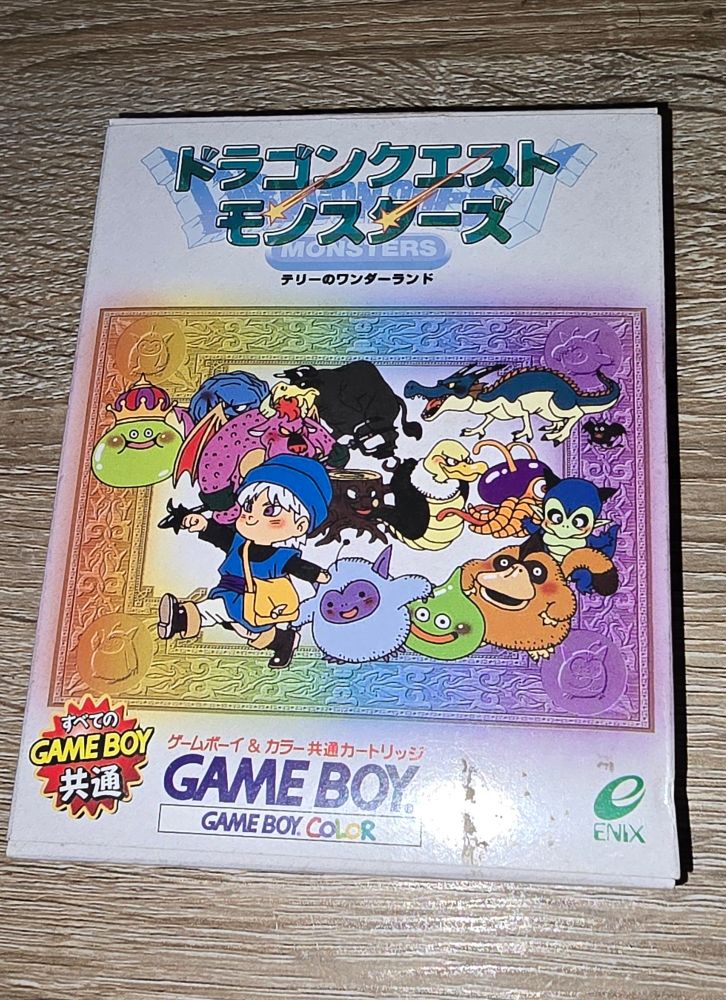 ドラゴンクエスト
モンスターズ
MONSTERS
テリーのワンダーランド
すべての
GAME BOY
共通
ゲームボーイ & カラー共通カートリッジ
GAME BOY.
GAME BOY COLOR
ENIX